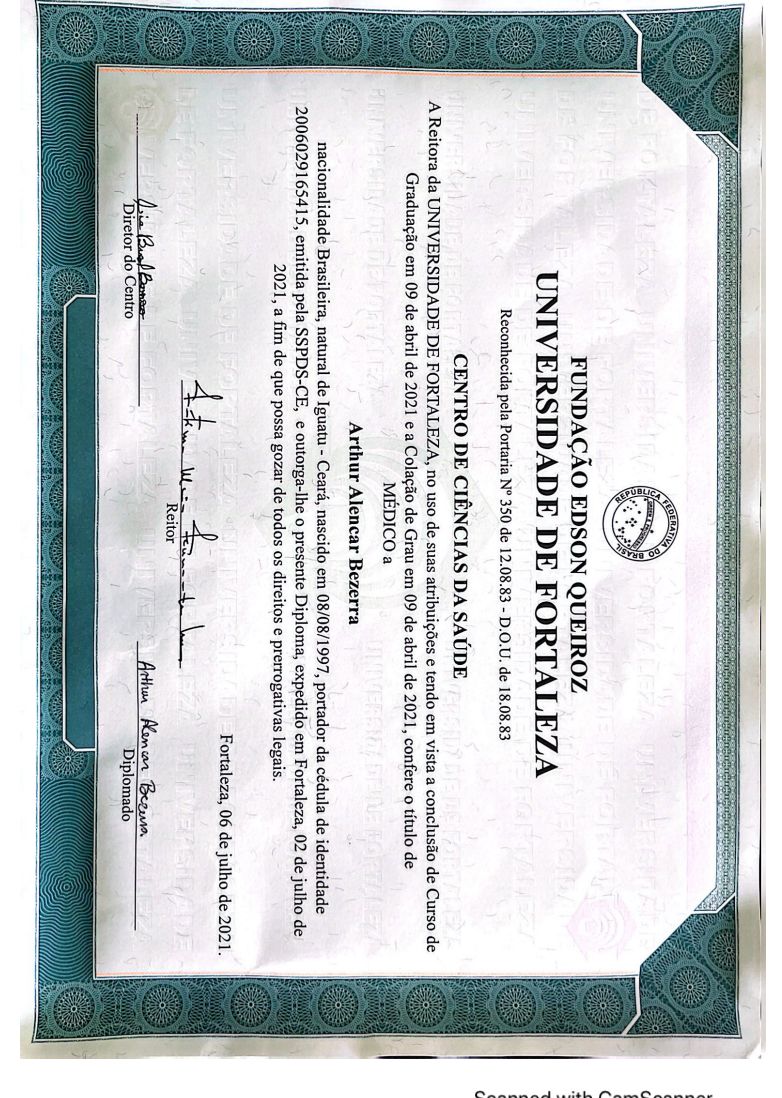 REPÚBLICA FEDERATIVA DO BRASIL
FUNDAÇÃO EDSON QUEIROZ
UNIVERSIDADE DE FORTALEZA
Reconhecida pela Portaria Nº 350 de 12.08.83 - D.O.U. de 18.08.83
CENTRO DE CIÊNCIAS DA SAÚDE
A Reitora da UNIVERSIDADE DE FORTALEZA, no uso de suas atribuições e tendo em vista a conclusão de Curso de
Graduação em 09 de abril de 2021 e a Colação de Grau em 09 de abril de 2021, confere o título de
MÉDICO a
Arthur Alencar Bezerra
nacionalidade Brasileira, natural de Iguatu - Ceará, nascido em 08/08/1997, portador da cédula de identidade
2006029165415, emitida pela SSPDS-CE, e outorga-lhe o presente Diploma, expedido em Fortaleza, 02 de julho de
2021, a fim de que possa gozar de todos os direitos e prerrogativas legais.
Fortaleza, 06 de julho de 2021.
Diretor do Centro
Reitor
Arthur Alencar Bezerra
Diplomado
Scanned with CamScanner